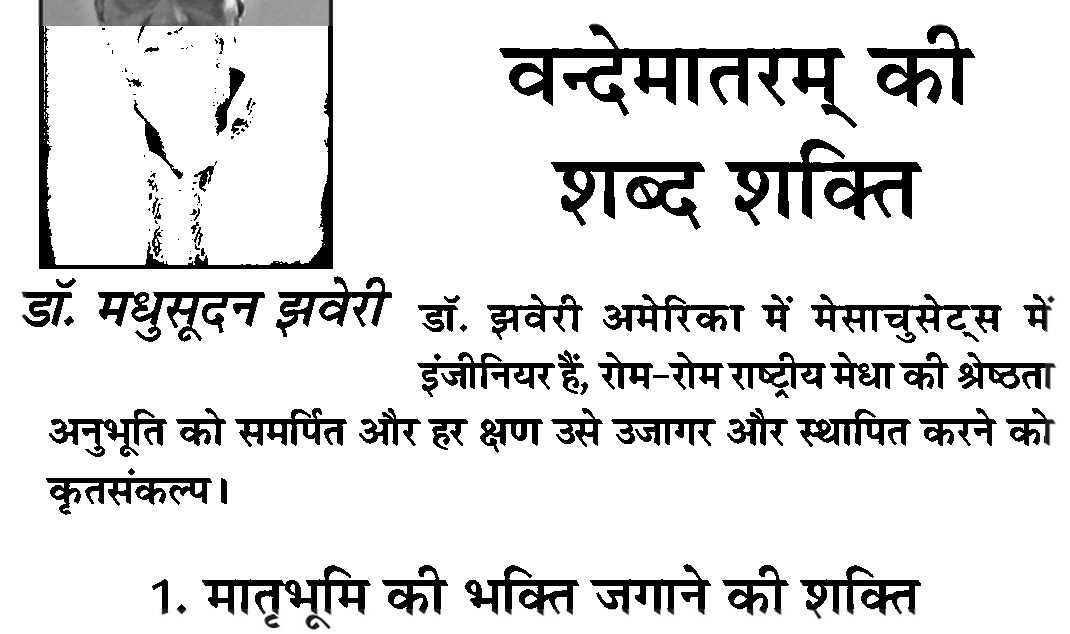 वन्देमातरम् की
शब्द शक्ति
डॉ. मधुसूदन झवेरी
डॉ. झवेरी अमेरिका में मेसाचुसेट्स में
इंजीनियर हैं, रोम-रोम राष्ट्रीय मेधा की श्रेष्ठता
अनुभूति को समर्पित और हर क्षण उसे उजागर और स्थापित करने को
कृतसंकल्प।
1. मातृभूमि की भक्ति जगाने की शक्ति